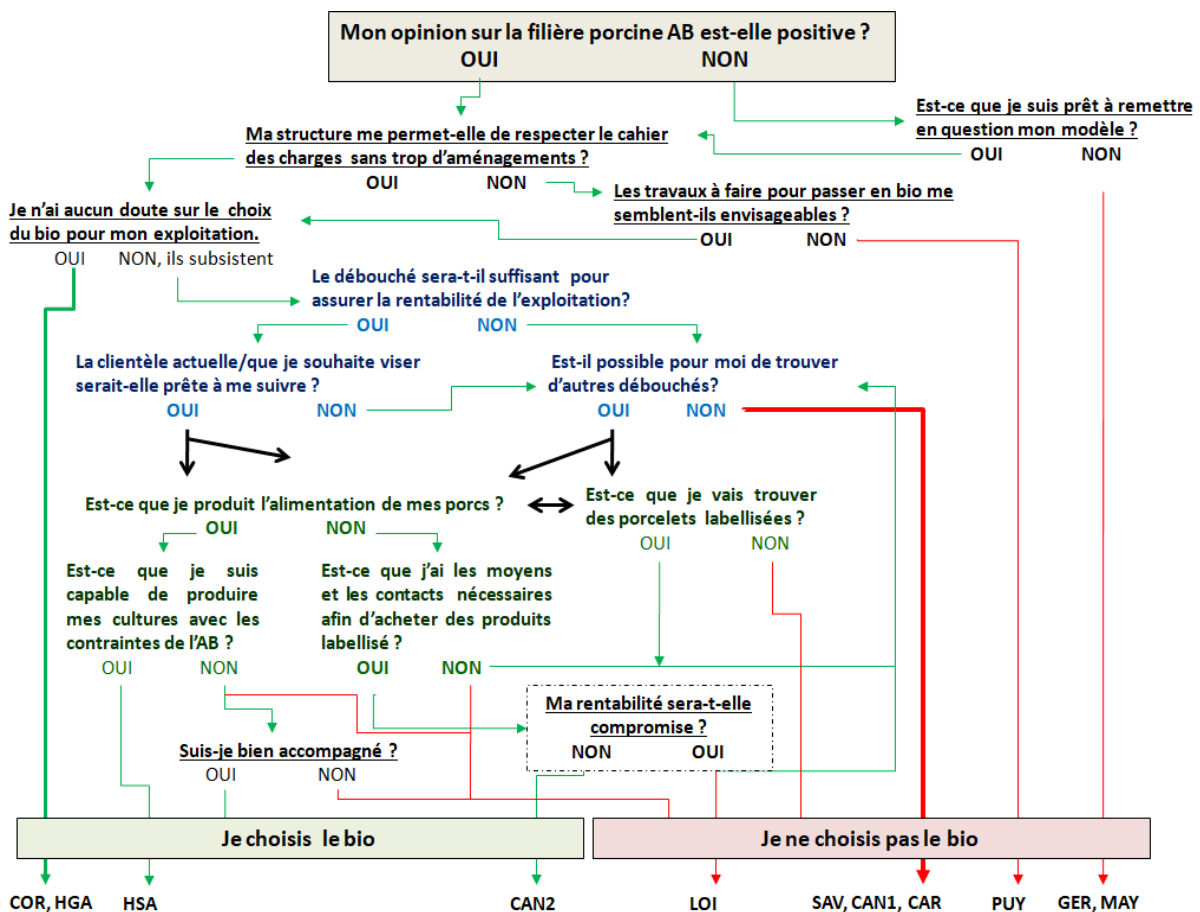 Mon opinion sur la filière porcine AB est-elle positive ?
OUI NON
Est-ce que je suis prêt à remettre
en question mon modèle ?
OUI NON
Ma structure me permet-elle de respecter le cahier
des charges sans trop d'aménagements ?
OUI NON
Les travaux à faire pour passer en bio me
semblent-ils envisageables ?
OUI NON
Je n'ai aucun doute sur le choix
du bio pour mon exploitation.
OUI NON, ils subsistent
Le débouché sera-t-il suffisant pour
assurer la rentabilité de l'exploitation?
OUI NON
La clientèle actuelle/que je souhaite viser
serait-elle prête à me suivre ?
OUI NON
Est-il possible pour moi de trouver
d'autres débouchés?
OUI NON
Est-ce que je produit l'alimentation de mes porcs ?
OUI NON
Est-ce que je vais trouver
des porcelets labellisées ?
OUI NON
Est-ce que je suis
capable de produire
mes cultures avec les
contraintes de l'AB ?
OUI NON
Est-ce que j'ai les moyens
et les contacts nécessaires
afin d'acheter des produits
labellisé ?
OUI NON
Ma rentabilité sera-t-elle
compromise ?
NON OUI
Suis-je bien accompagné ?
OUI NON
Je choisis le bio
Je ne choisis pas le bio
COR, HGA HSA CAN2 LOI SAV, CAN1, CAR PUY GER, MAY